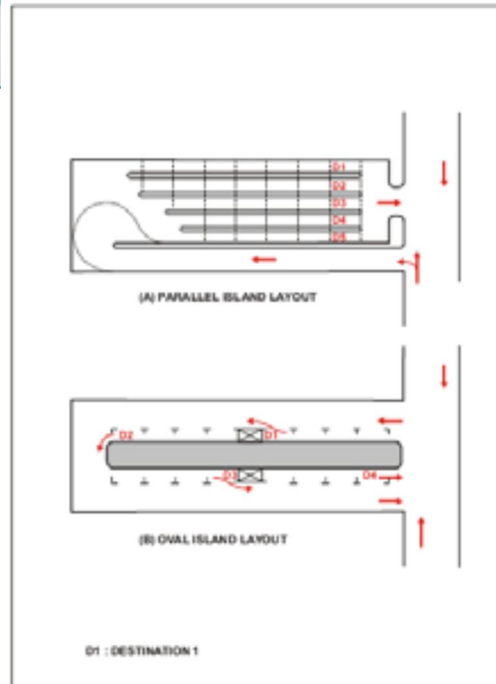 D1
D2
D3
D4
D5
(A) PARALLEL ISLAND LAYOUT
D2
D1
D3
D4
(B) OVAL ISLAND LAYOUT
D1 : DESTINATION 1